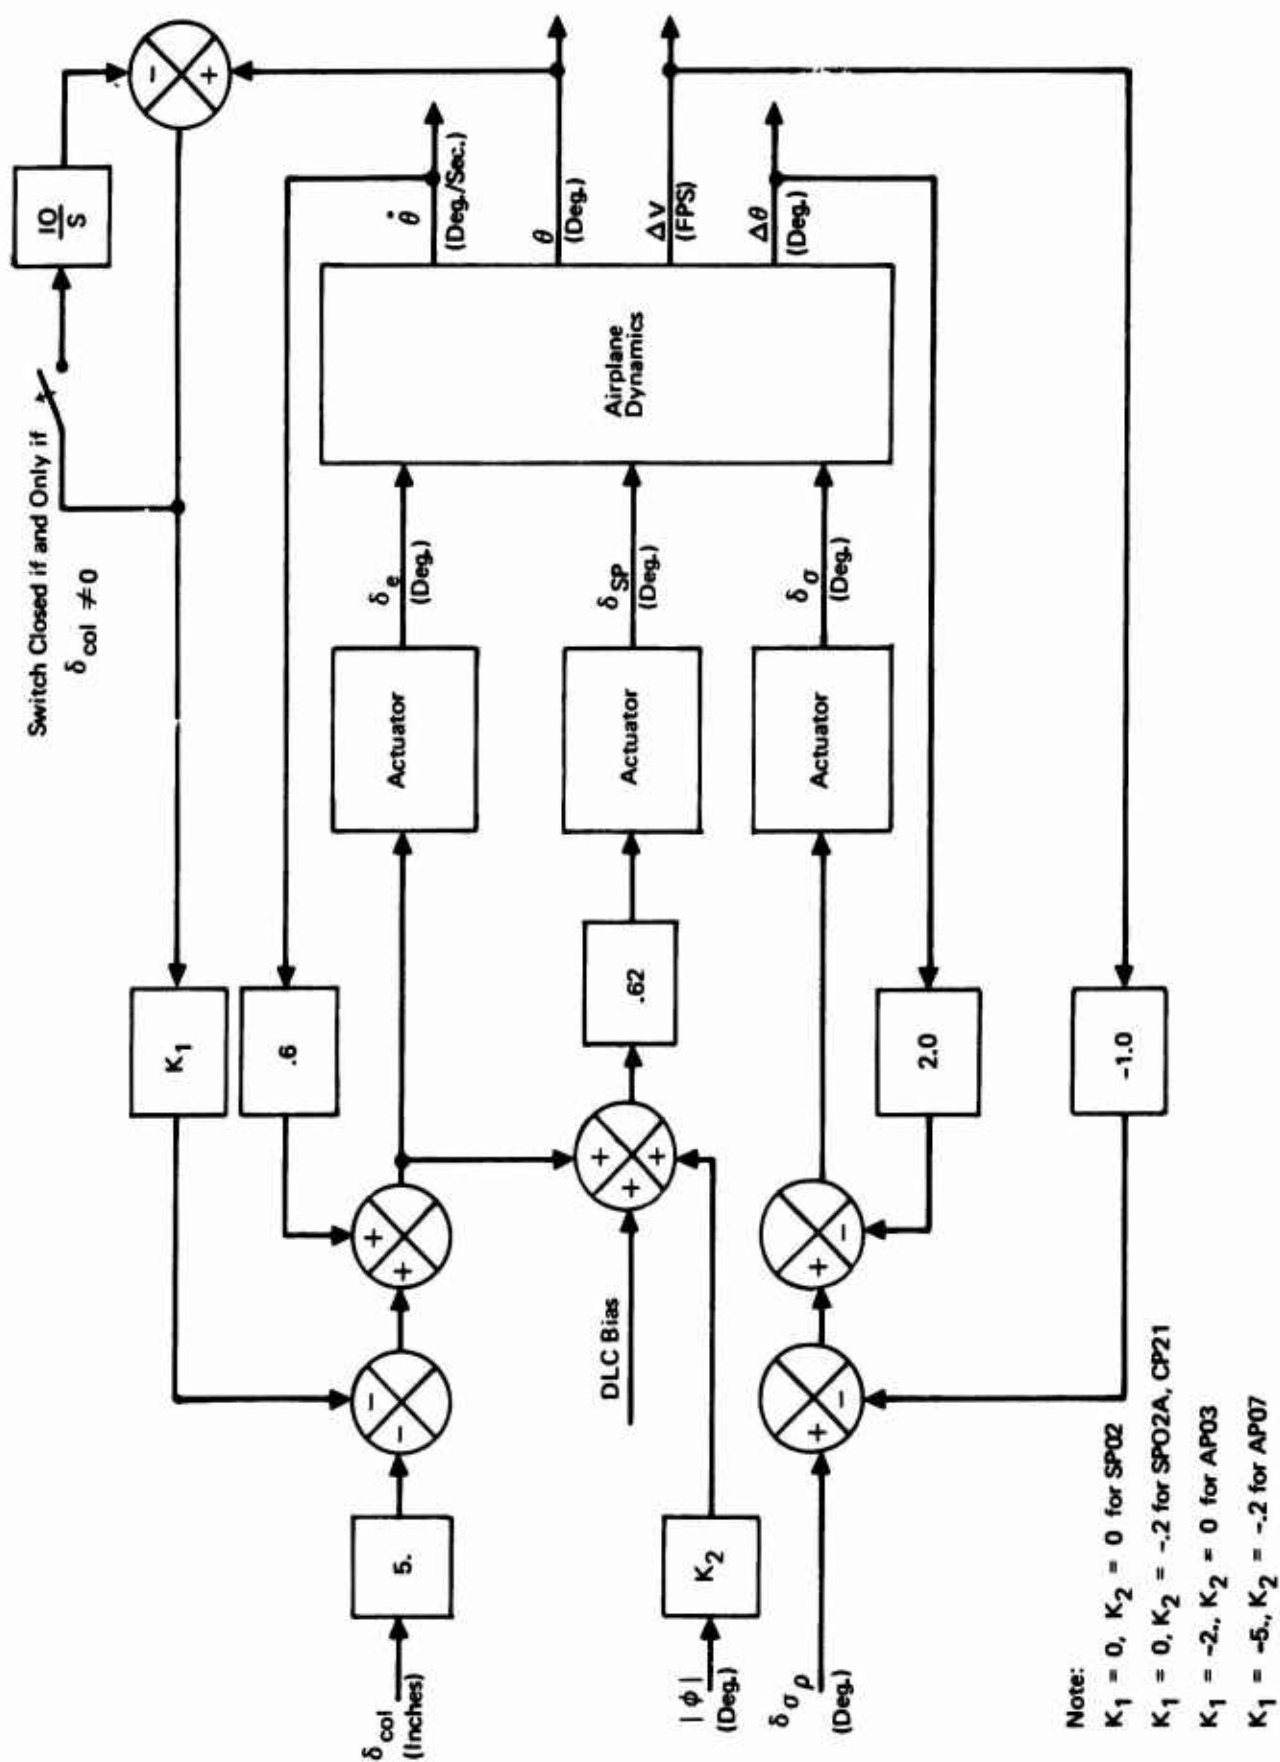 Switch Closed if and Only if
δcol ≠ 0
10
S
−
+
K1
.6
θ̇
(Deg./Sec.)
θ
(Deg.)
ΔV
(FPS)
Δθ
(Deg.)
δcol
(Inches)
5.
−
−
+
+
Actuator
δe
(Deg.)
Airplane
Dynamics
DLC Bias
+
+
+
.62
Actuator
δSP
(Deg.)
|ϕ|
(Deg.)
K2
δσρ
(Deg.)
+
−
+
−
Actuator
δσ
(Deg.)
2.0
-1.0
Note:
K1 = 0, K2 = 0 for SP02
K1 = 0, K2 = -.2 for SPO2A, CP21
K1 = -2., K2 = 0 for AP03
K1 = -5., K2 = -.2 for AP07